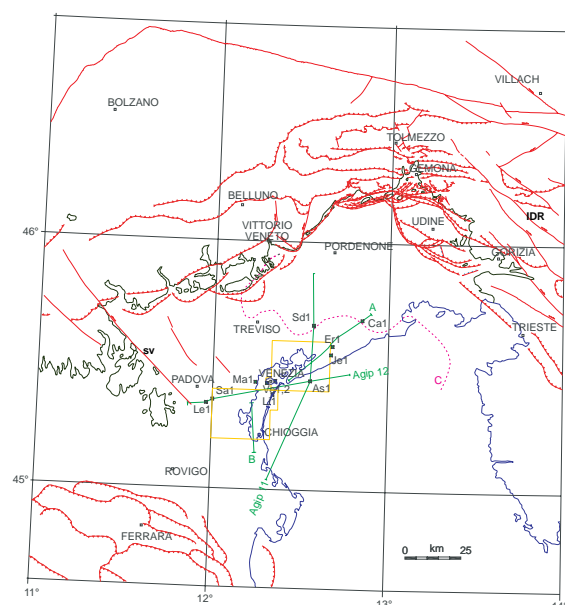 VILLACH
BOLZANO
TOLMEZZO
GEMONA
BELLUNO
IDR
VITTORIO
VENETO
UDINE
46°
PORDENONE
GORIZIA
A
Sd1
Ca1
TREVISO
TRIESTE
Er1
sv
Je1
VENEZIA
Agip 12
PADOVA
Ma1
C
Sa1
As1
Le1
L1
CHIOGGIA
B
ROVIGO
45°
Agip 11
FERRARA
km
0 25
11°
12°
13°